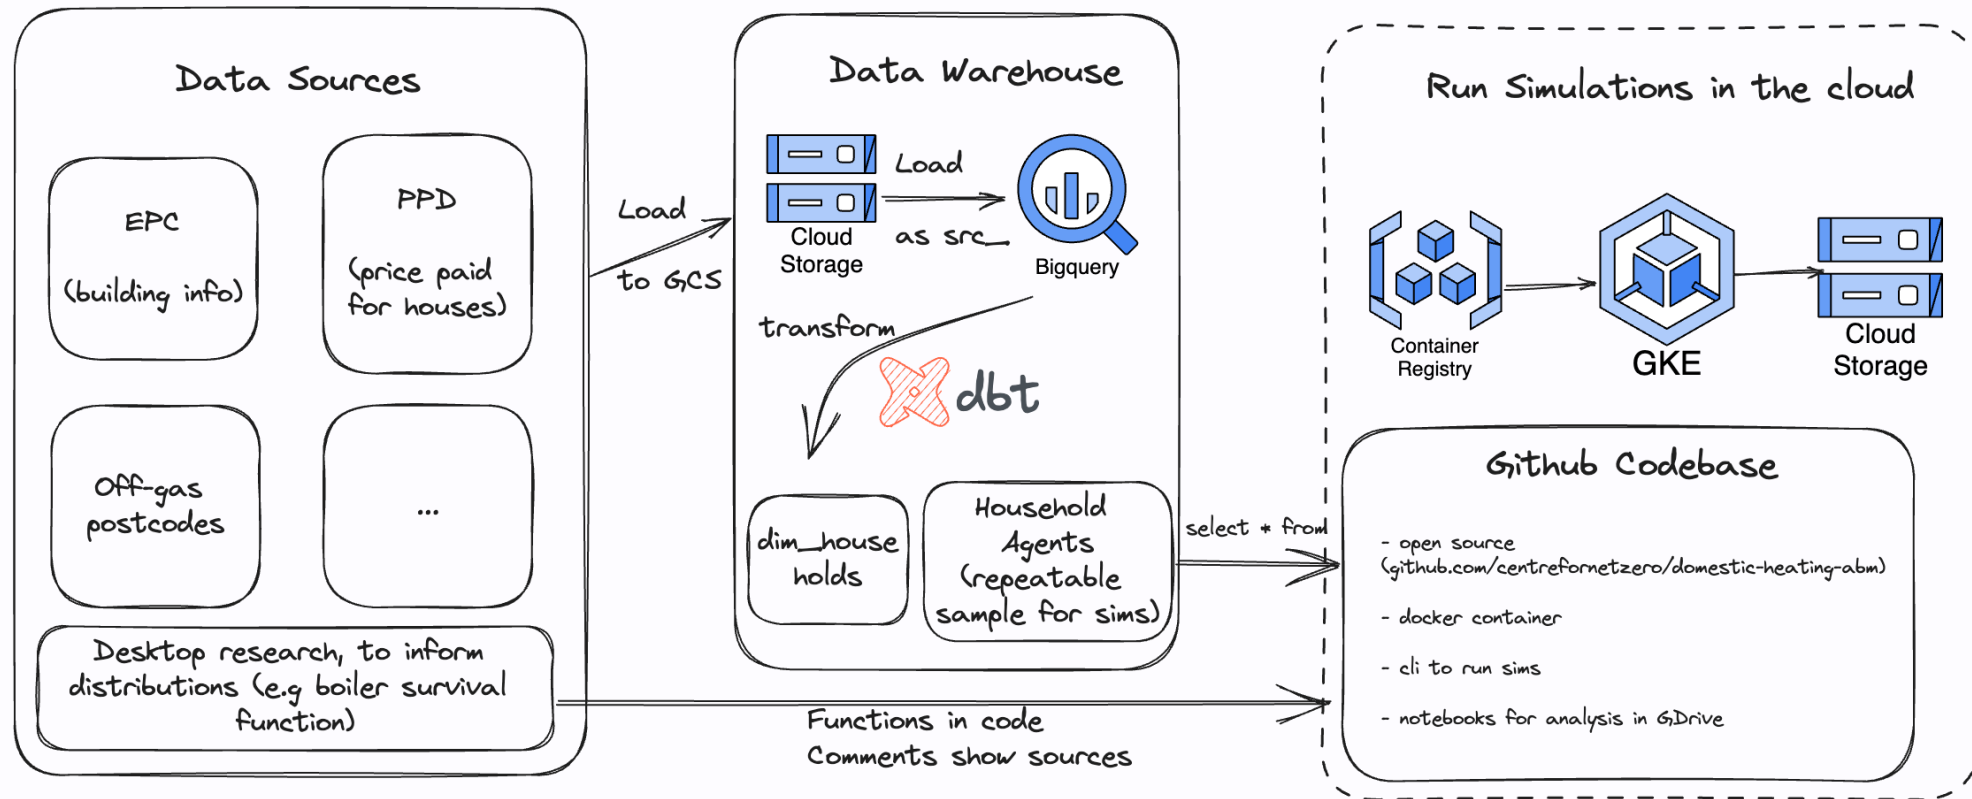 Data Sources
EPC
(building info)
PPD
(price paid
for houses)
Off-gas
postcodes
...
Desktop research, to inform
distributions (e.g boiler survival
function)
Load
to GCS
Data Warehouse
Cloud
Storage
Load
as src_
Bigquery
transform
dbt
dim_house
holds
Household
Agents
(repeatable
sample for sims)
select * from
Functions in code
Comments show sources
Run Simulations in the cloud
Container
Registry
GKE
Cloud
Storage
Github Codebase
- open source
(github.com/centrefornetzero/domestic-heating-abm)
- docker container
- cli to run sims
- notebooks for analysis in GDrive